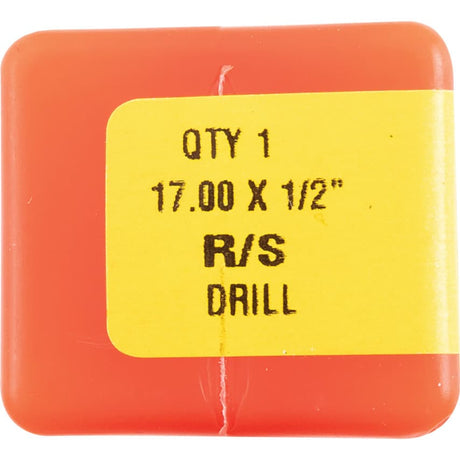 QTY 1
17.00 X 1/2"
R/S
DRILL